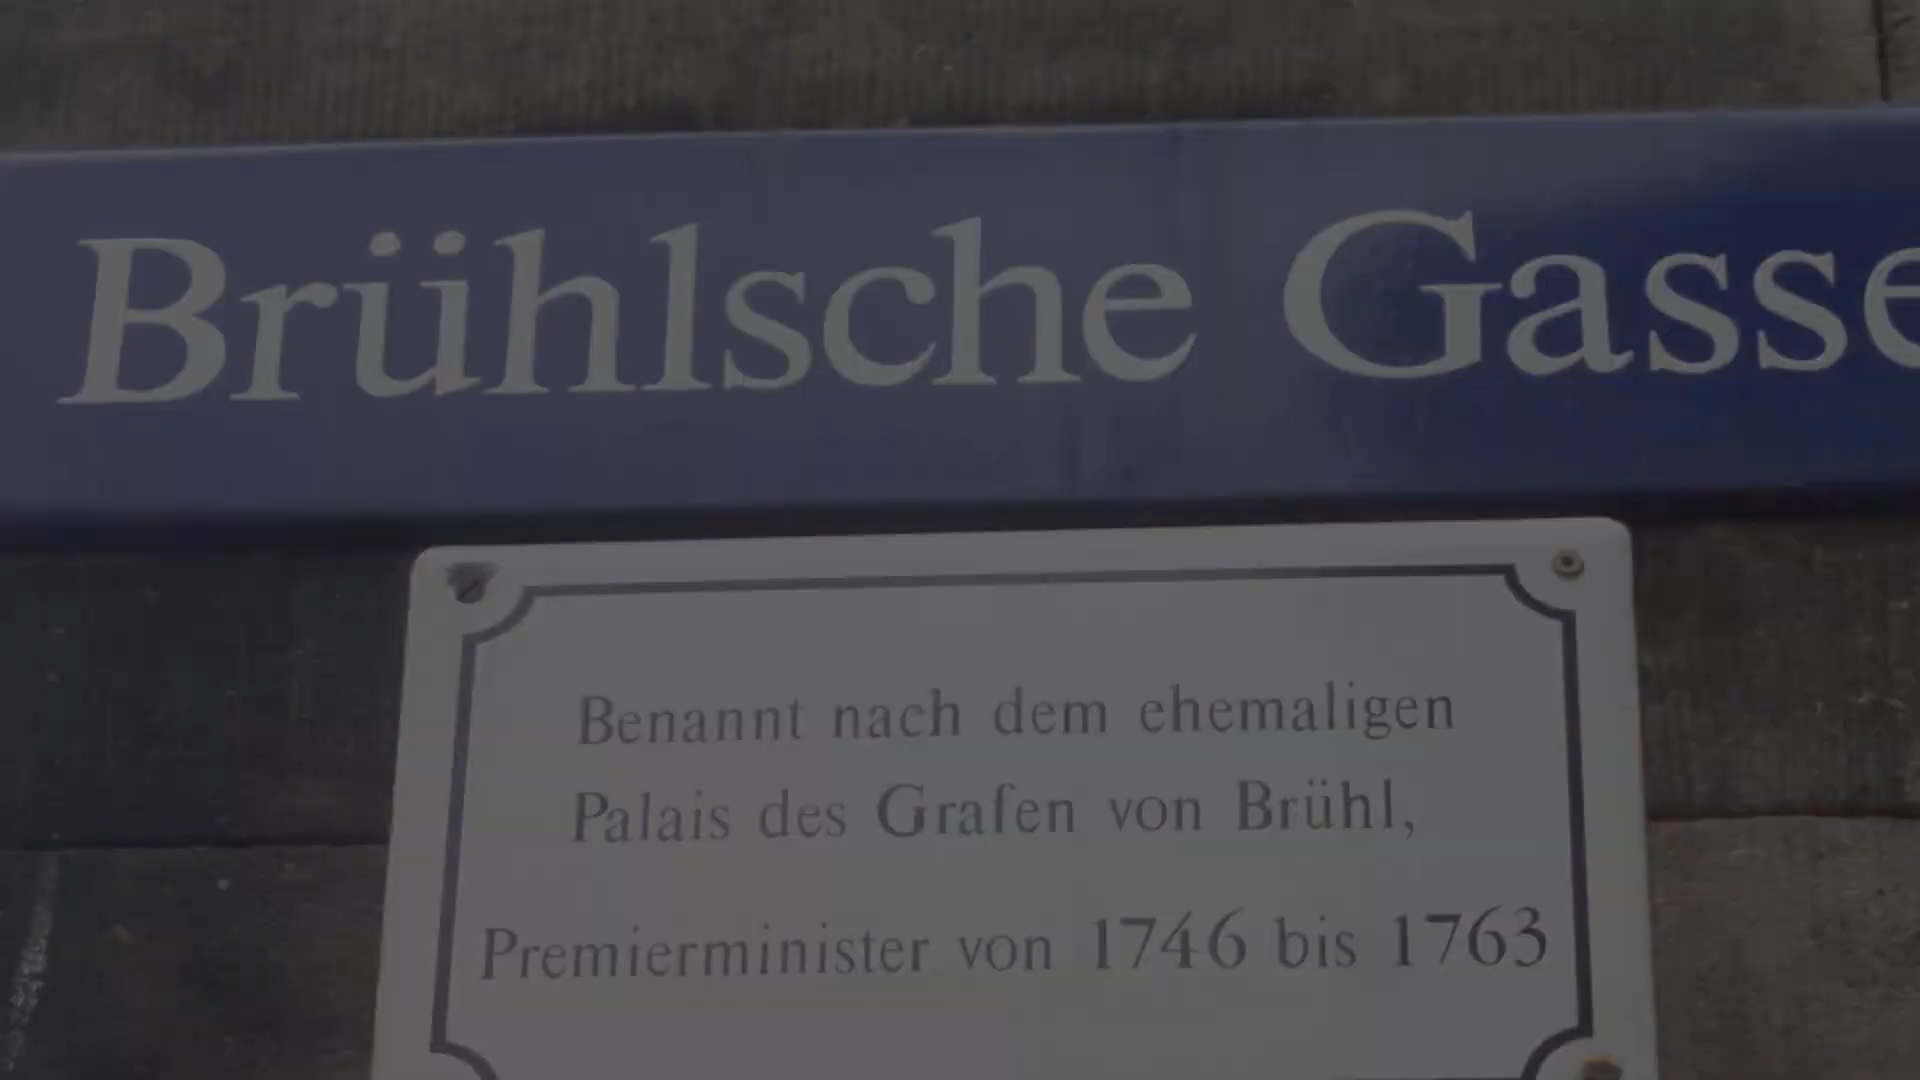 Brühlsche Gasse
Benannt nach dem ehemaligen
Palais des Grafen von Brühl,
Premierminister von 1746 bis 1763